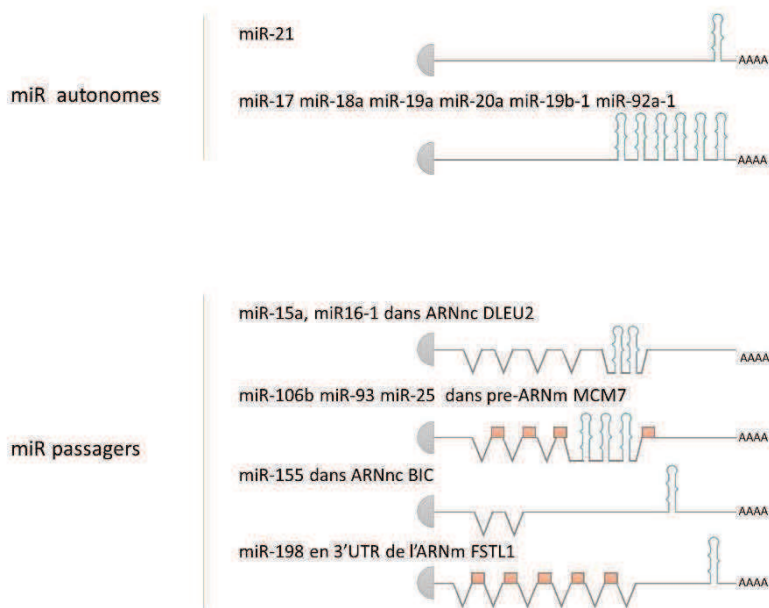 miR autonomes
miR-21
AAAA
miR-17 miR-18a miR-19a miR-20a miR-19b-1 miR-92a-1
AAAA
miR passagers
miR-15a, miR16-1 dans ARNnc DLEU2
AAAA
miR-106b miR-93 miR-25 dans pre-ARNm MCM7
AAAA
miR-155 dans ARNnc BIC
AAAA
miR-198 en 3'UTR de l'ARNm FSTL1
AAAA